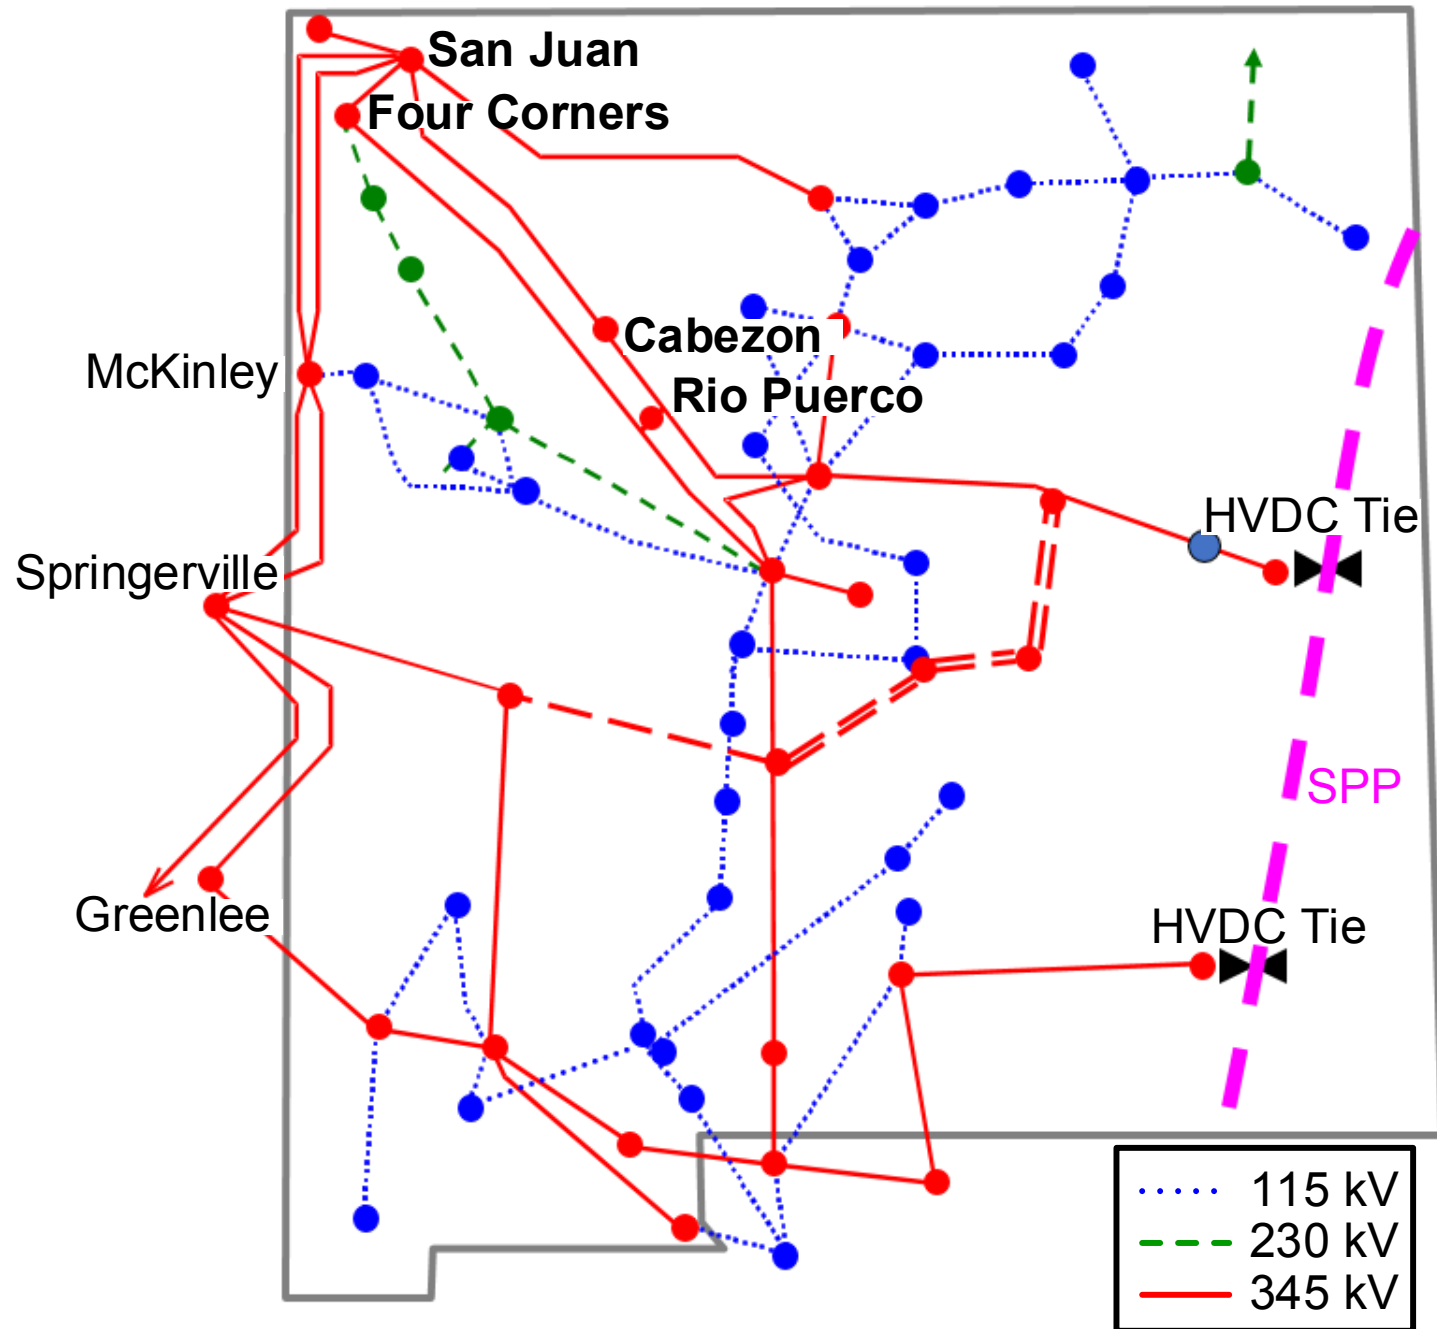 San Juan
Four Corners
Cabezon
McKinley
Rio Puerco
HVDC Tie
Springerville
SPP
Greenlee
HVDC Tie
115 kV
230 kV
345 kV